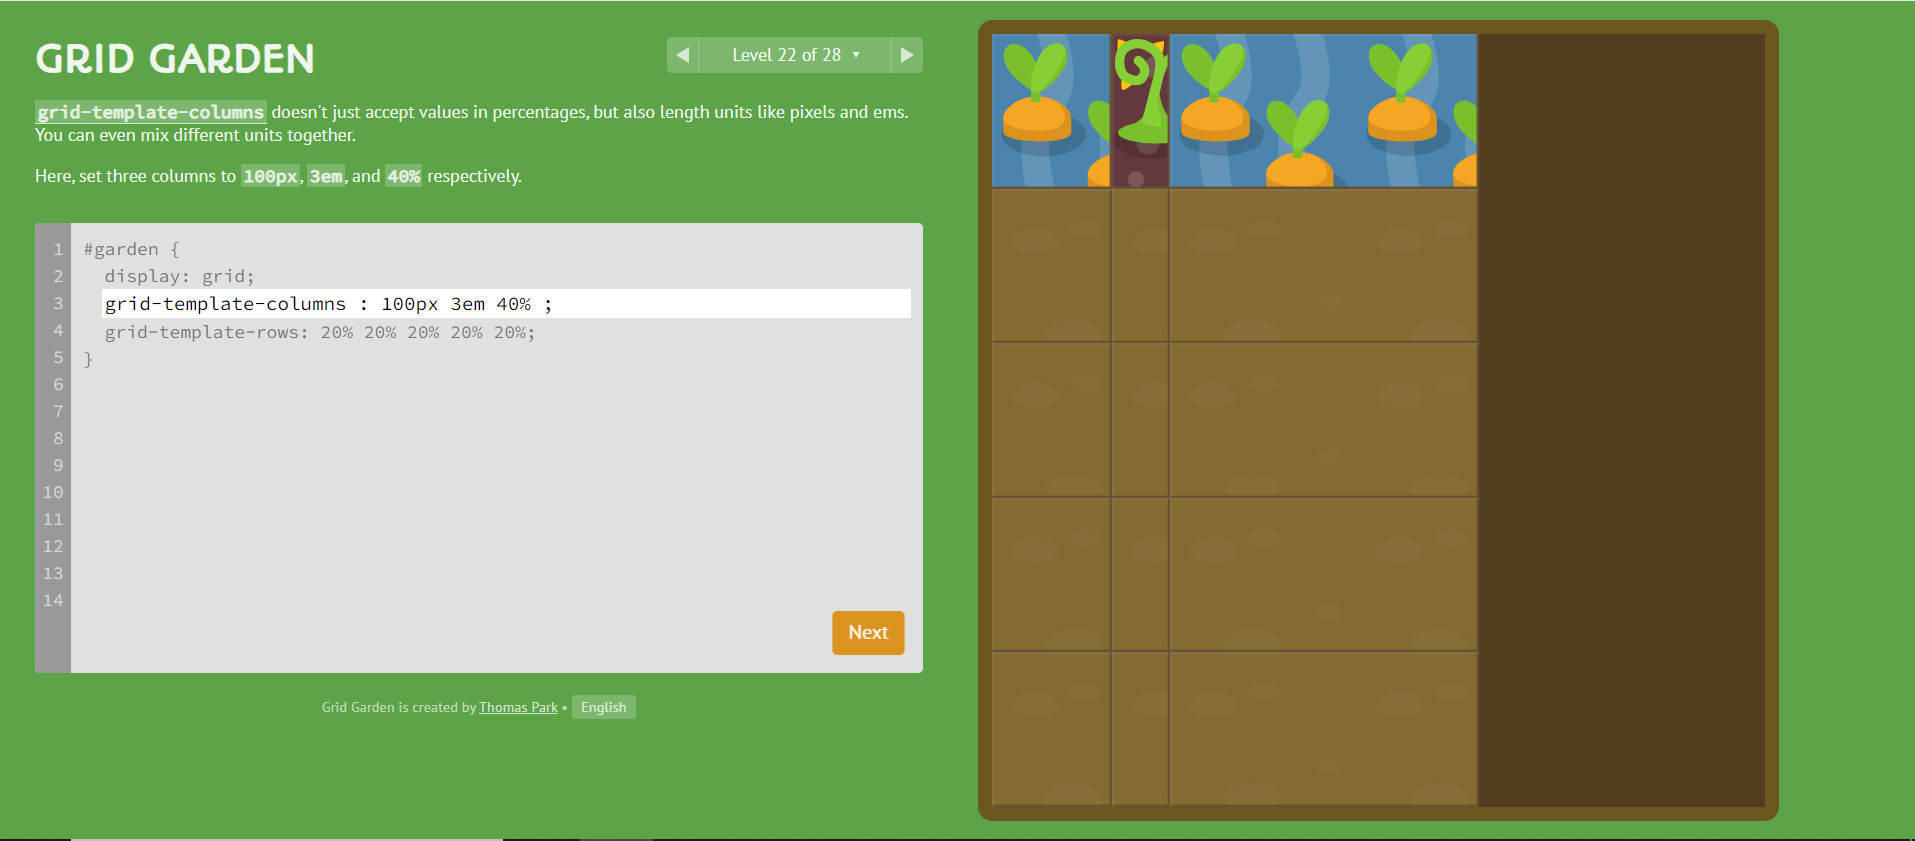 GRID GARDEN
◀ Level 22 of 28 ▼ ▶
grid-template-columns doesn't just accept values in percentages, but also length units like pixels and ems.
You can even mix different units together.
Here, set three columns to 100px, 3em, and 40% respectively.
1 #garden {
2 display: grid;
3 grid-template-columns : 100px 3em 40% ;
4 grid-template-rows: 20% 20% 20% 20% 20%;
5 }
6
7
8
9
10
11
12
13
14
Next
Grid Garden is created by Thomas Park • English